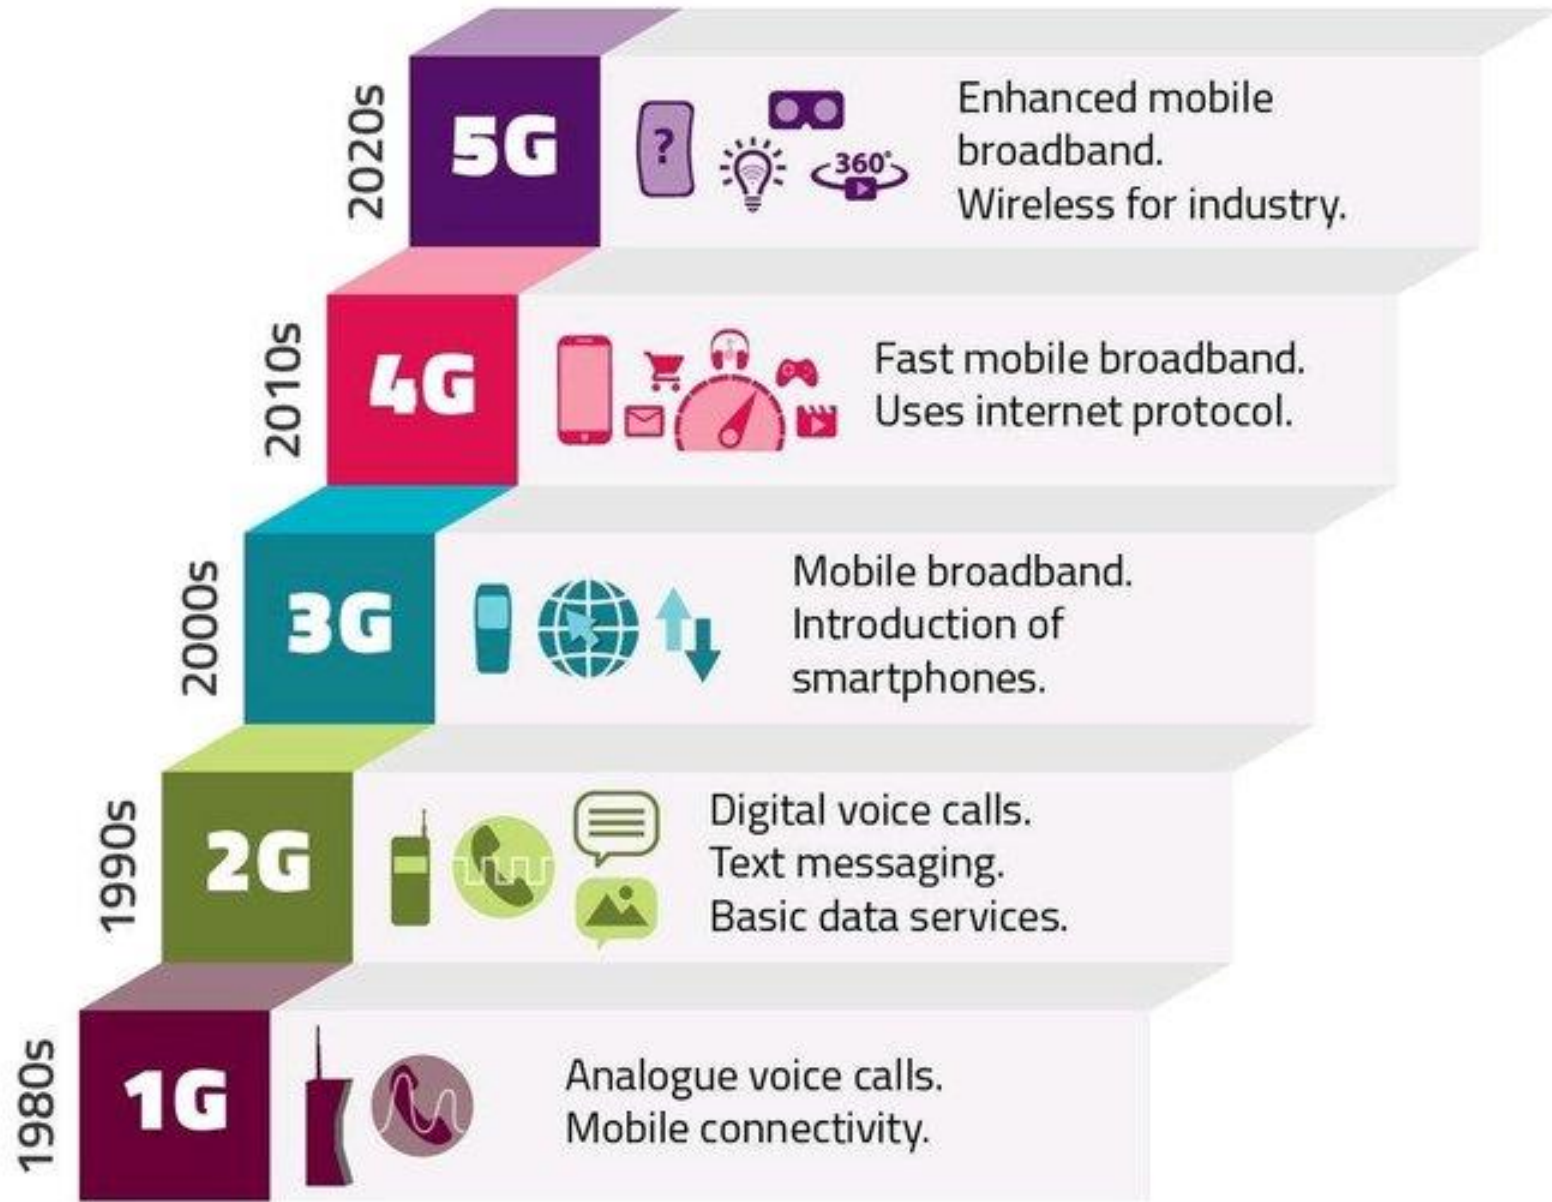 2020s
5G
?
360°
Enhanced mobile
broadband.
Wireless for industry.
2010s
4G
Fast mobile broadband.
Uses internet protocol.
2000s
3G
Mobile broadband.
Introduction of
smartphones.
1990s
2G
Digital voice calls.
Text messaging.
Basic data services.
1980s
1G
Analogue voice calls.
Mobile connectivity.